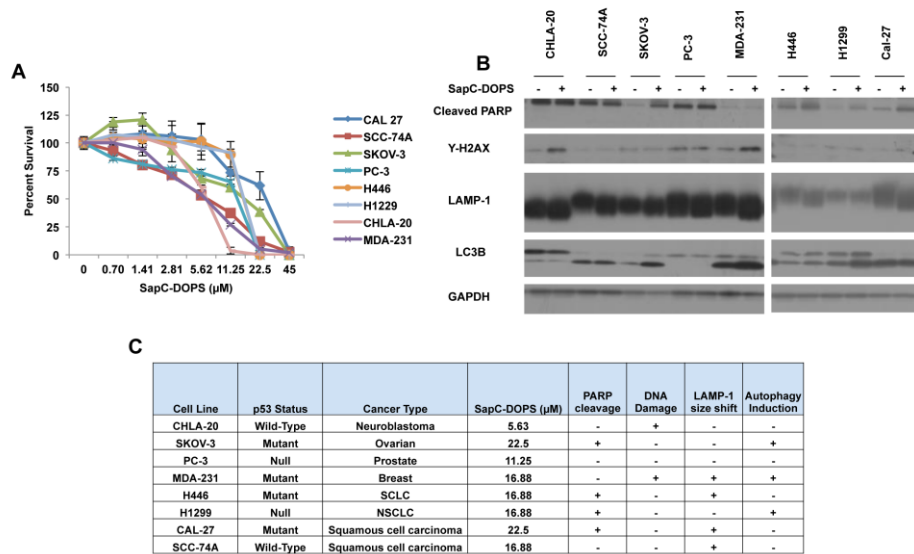 A
Percent Survival
150
125
100
75
50
25
0
0 0.70 1.41 2.81 5.62 11.25 22.5 45
SapC-DOPS (µM)
CAL 27
SCC-74A
SKOV-3
PC-3
H446
H1229
CHLA-20
MDA-231
B
CHLA-20 SCC-74A SKOV-3 PC-3 MDA-231 H446 H1299 Cal-27
SapC-DOPS - + - + - + - + - + - + - + - +
Cleaved PARP
Y-H2AX
LAMP-1
LC3B
GAPDH
C
Cell Line p53 Status Cancer Type SapC-DOPS (µM) PARP cleavage DNA Damage LAMP-1 size shift Autophagy Induction
CHLA-20 Wild-Type Neuroblastoma 5.63 - + - -
SKOV-3 Mutant Ovarian 22.5 + - - +
PC-3 Null Prostate 11.25 - - - -
MDA-231 Mutant Breast 16.88 - + + +
H446 Mutant SCLC 16.88 + - + -
H1299 Null NSCLC 16.88 + - - +
CAL-27 Mutant Squamous cell carcinoma 22.5 + - + -
SCC-74A Wild-Type Squamous cell carcinoma 16.88 - - + -